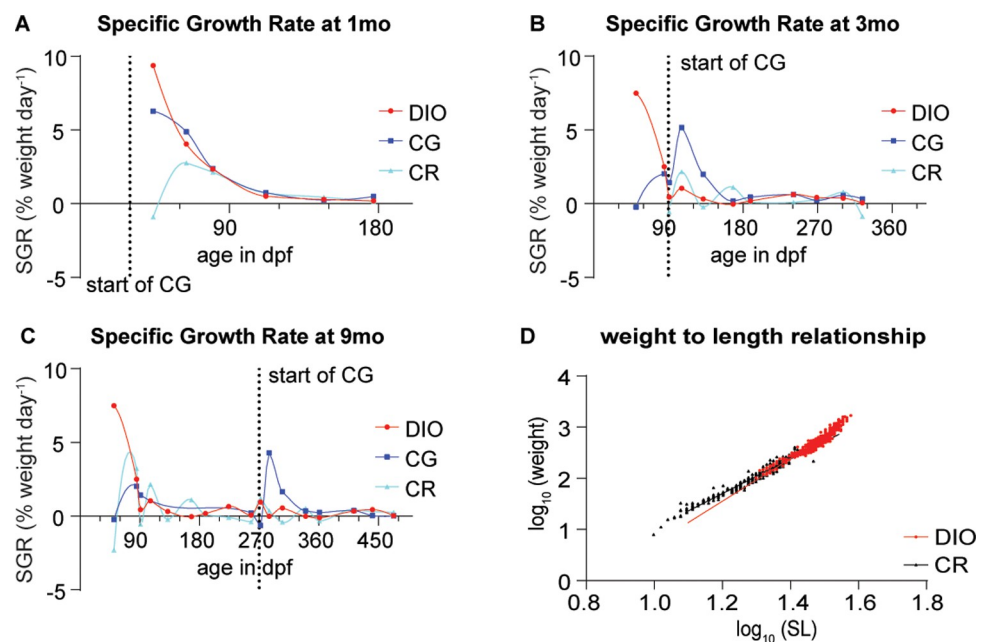 A Specific Growth Rate at 1mo
10
5
0
-5
SGR (% weight day⁻¹)
90
180
age in dpf
start of CG
DIO
CG
CR
B Specific Growth Rate at 3mo
10
5
0
-5
SGR (% weight day⁻¹)
start of CG
90
180
270
360
age in dpf
DIO
CG
CR
C Specific Growth Rate at 9mo
10
5
0
-5
SGR (% weight day⁻¹)
start of CG
90
180
270
360
450
age in dpf
DIO
CG
CR
D weight to length relationship
4
3
2
1
0
log₁₀ (weight)
0.8
1.0
1.2
1.4
1.6
1.8
log₁₀ (SL)
DIO
CR